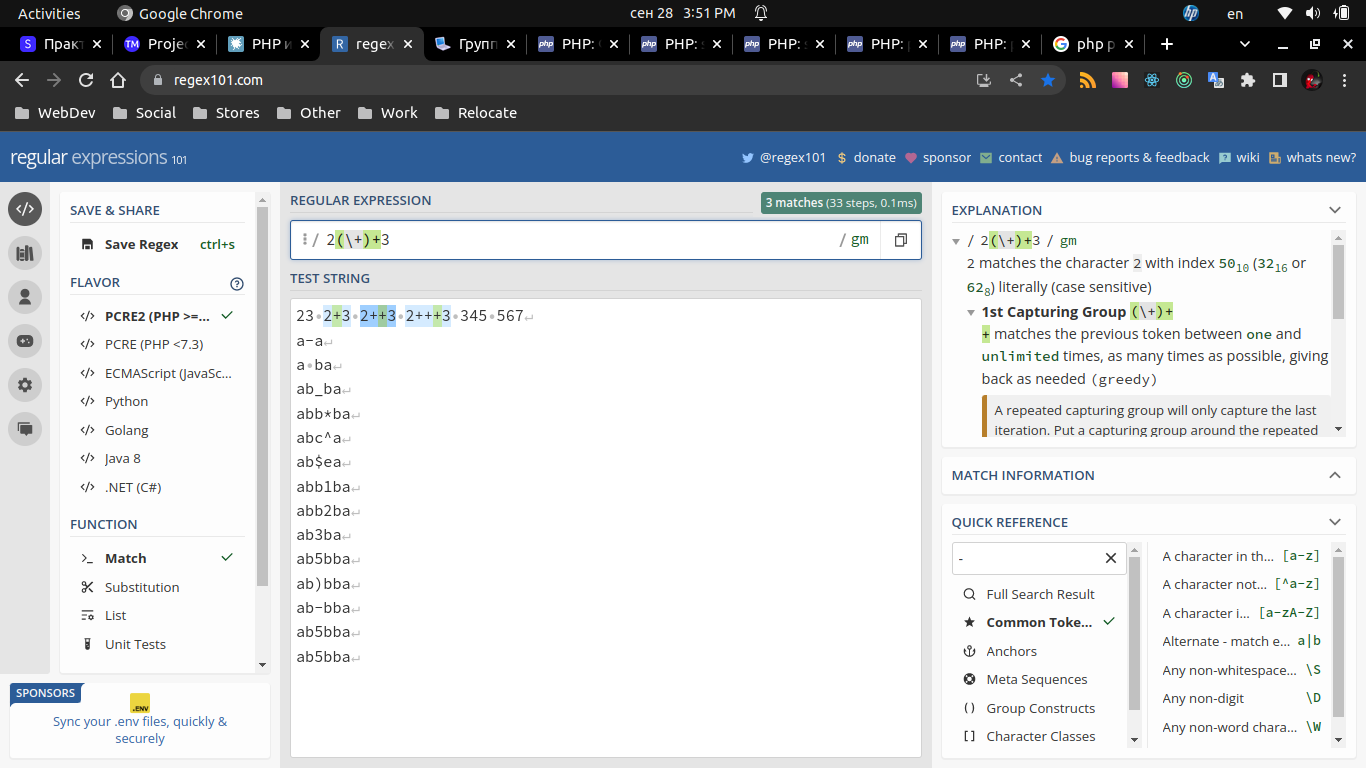 Activities Google Chrome сен 28 3:51 PM en
Практ Projec PHP и regex Групп PHP: PHP: s PHP: s PHP: p PHP: p php p
regex101.com
WebDev Social Stores Other Work Relocate
regular expressions 101 @regex101 $ donate sponsor contact bug reports & feedback wiki whats new?
SAVE & SHARE
Save Regex ctrl+s
FLAVOR
PCRE2 (PHP >=...
PCRE (PHP <7.3)
ECMAScript (JavaSc...
Python
Golang
Java 8
.NET (C#)
FUNCTION
Match
Substitution
List
Unit Tests
SPONSORS
.ENV
Sync your .env files, quickly &
securely
REGULAR EXPRESSION 3 matches (33 steps, 0.1ms)
/ 2(\+)+3 / gm
TEST STRING
23·2+3·2++3·2+++3·345·567↵
a-a↵
a·ba↵
ab_ba↵
abb*ba↵
abc^a↵
ab$ea↵
abb1ba↵
abb2ba↵
ab3ba↵
ab5bba↵
ab)bba↵
ab-bba↵
ab5bba↵
ab5bba↵
EXPLANATION
/ 2(\+)+3 / gm
2 matches the character 2 with index 50₁₀ (32₁₆ or
62₈) literally (case sensitive)
1st Capturing Group (\+)+
+ matches the previous token between one and
unlimited times, as many times as possible, giving
back as needed (greedy)
A repeated capturing group will only capture the last
iteration. Put a capturing group around the repeated
MATCH INFORMATION
QUICK REFERENCE
-
Full Search Result
Common Toke...
Anchors
Meta Sequences
Group Constructs
Character Classes
A character in th... [a-z]
A character not... [^a-z]
A character i... [a-zA-Z]
Alternate - match e... a|b
Any non-whitespace... \S
Any non-digit \D
Any non-word chara... \W